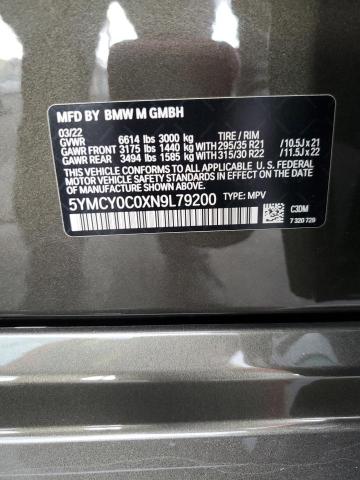 MFD BY BMW M GMBH
03/22
GVWR 6614 lbs 3000 kg TIRE / RIM
GAWR FRONT 3175 lbs 1440 kg WITH 295/35 R21 /10.5J x 21
GAWR REAR 3494 lbs 1585 kg WITH 315/30 R22 /11.5J x 22
THIS VEHICLE CONFORMS TO ALL APPLICABLE U. S. FEDERAL
MOTOR VEHICLE SAFETY STANDARDS IN EFFECT ON THE
DATE OF MANUFACTURE SHOWN ABOVE.
5YMCY0C0XN9L79200 TYPE: MPV
C3DM
7 320 729